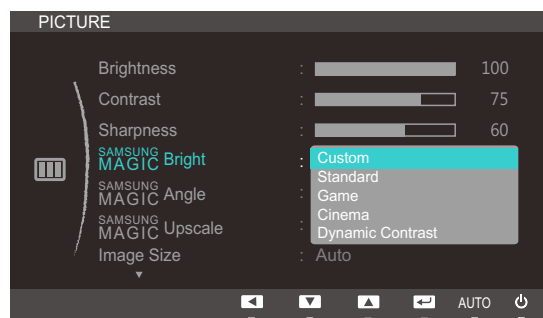 PICTURE
Brightness : 100
Contrast : 75
Sharpness : 60
SAMSUNG MAGIC Bright : Custom
Standard
SAMSUNG MAGIC Angle : Game
Cinema
SAMSUNG MAGIC Upscale : Dynamic Contrast
Image Size : Auto
AUTO